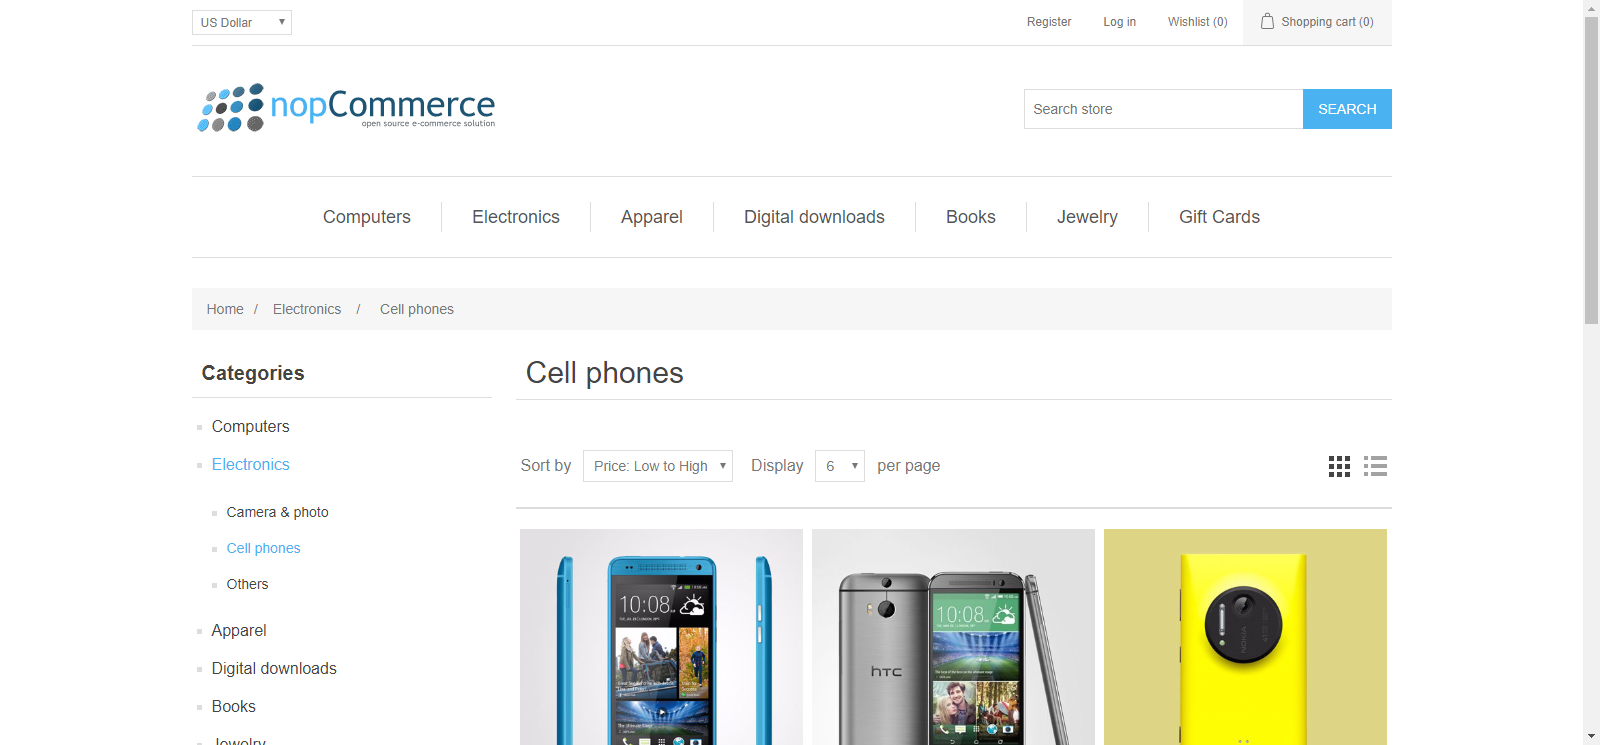 US Dollar
Register
Log in
Wishlist (0)
Shopping cart (0)
nopCommerce
open source e-commerce solution
Search store
SEARCH
Computers
Electronics
Apparel
Digital downloads
Books
Jewelry
Gift Cards
Home / Electronics / Cell phones
Categories
Computers
Electronics
Camera & photo
Cell phones
Others
Apparel
Digital downloads
Books
Jewelry
Cell phones
Sort by Price: Low to High Display 6 per page
10:08
10:08
hTC
NOKIA